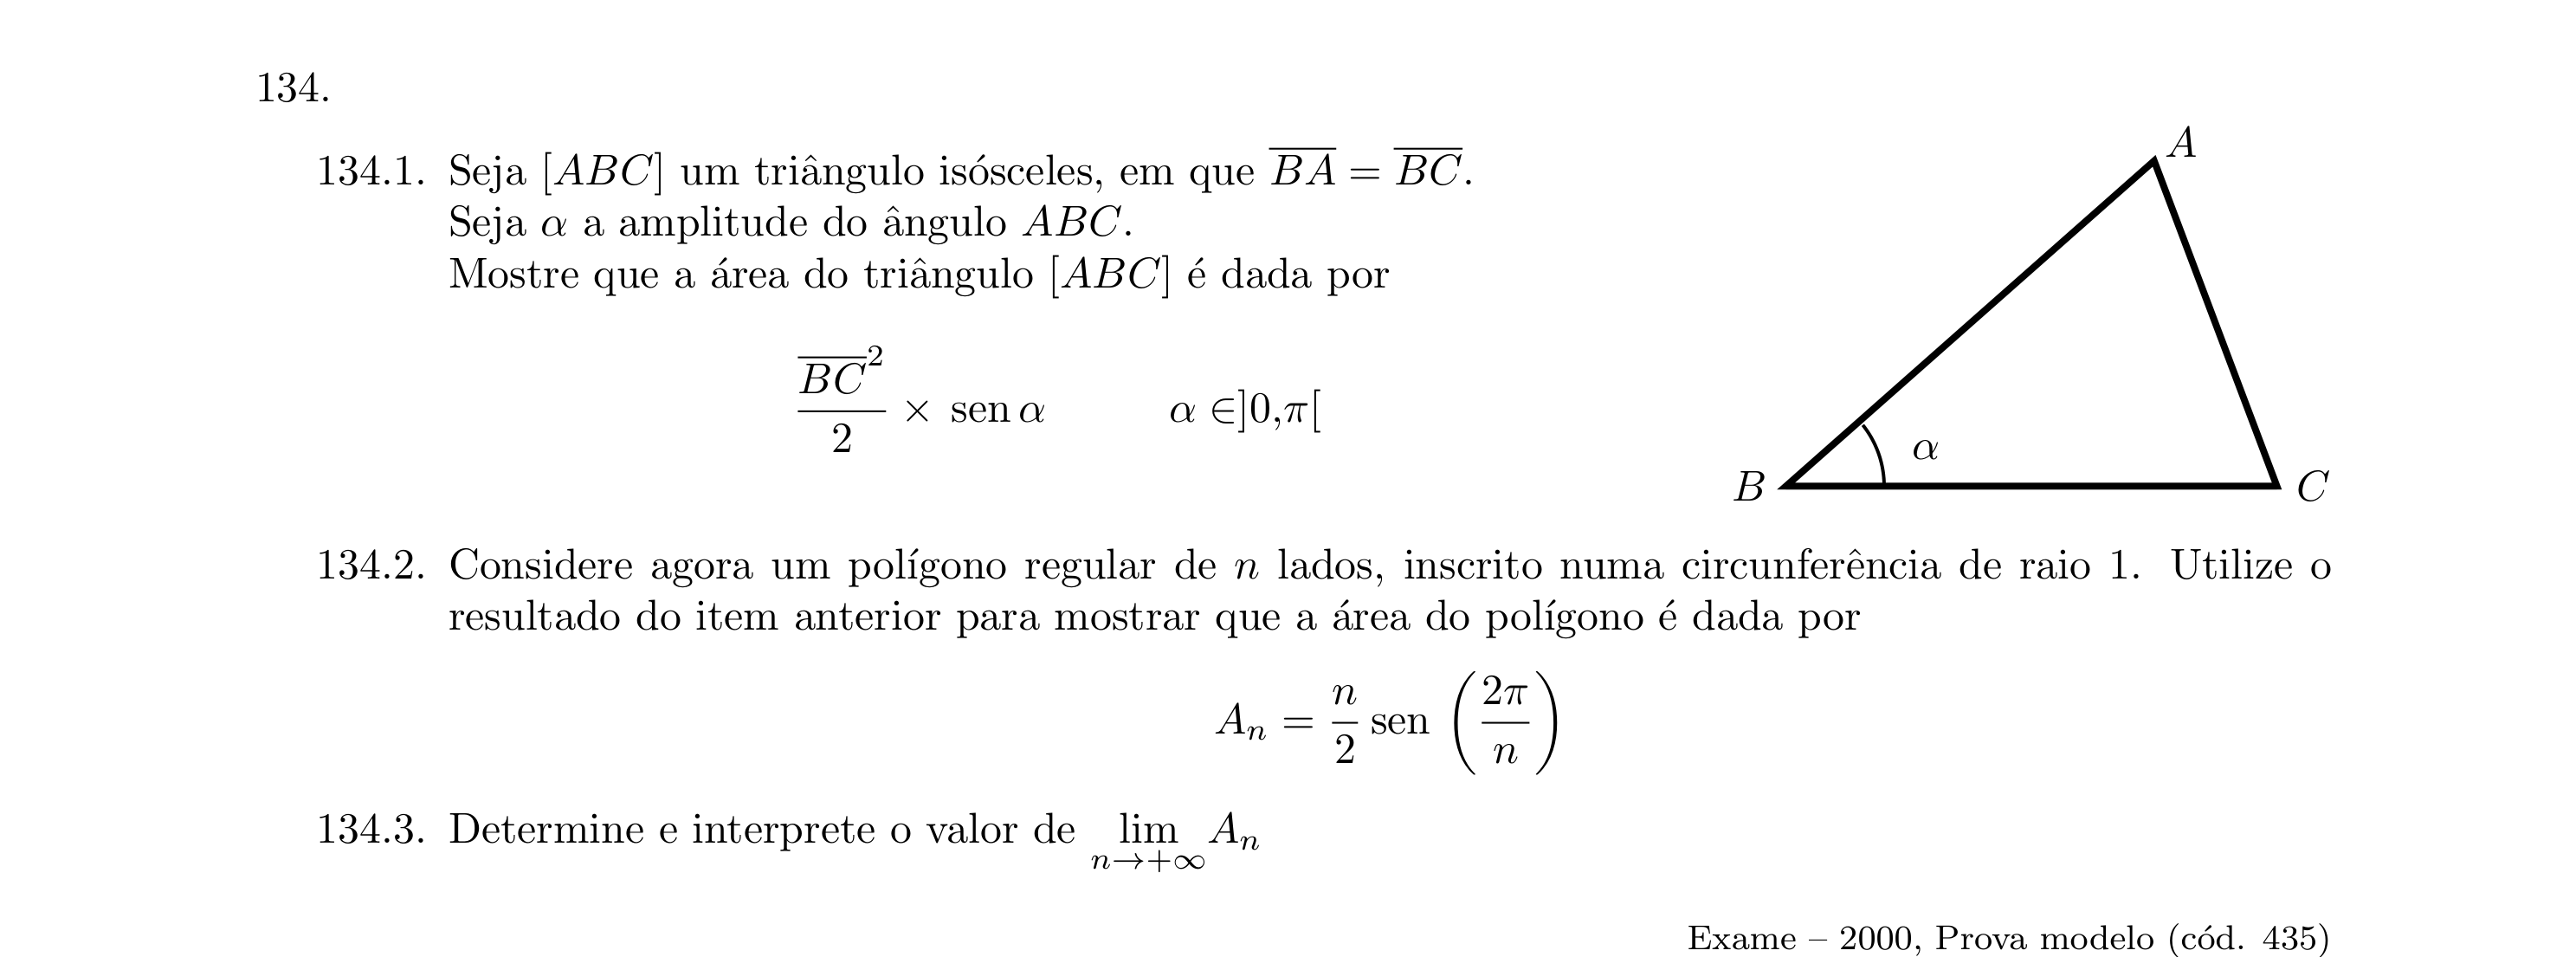 134.
134.1. Seja [ABC] um triângulo isósceles, em que $\overline{BA} = \overline{BC}$.
Seja α a amplitude do ângulo ABC.
Mostre que a área do triângulo [ABC] é dada por
$\frac{\overline{BC}^2}{2} \times \operatorname{sen} \alpha \qquad \alpha \in ]0,\pi[$
A
α
B
C
134.2. Considere agora um polígono regular de n lados, inscrito numa circunferência de raio 1. Utilize o
resultado do item anterior para mostrar que a área do polígono é dada por
$A_n = \frac{n}{2} \operatorname{sen} \left( \frac{2\pi}{n} \right)$
134.3. Determine e interprete o valor de $\lim_{n \to +\infty} A_n$
Exame – 2000, Prova modelo (cód. 435)